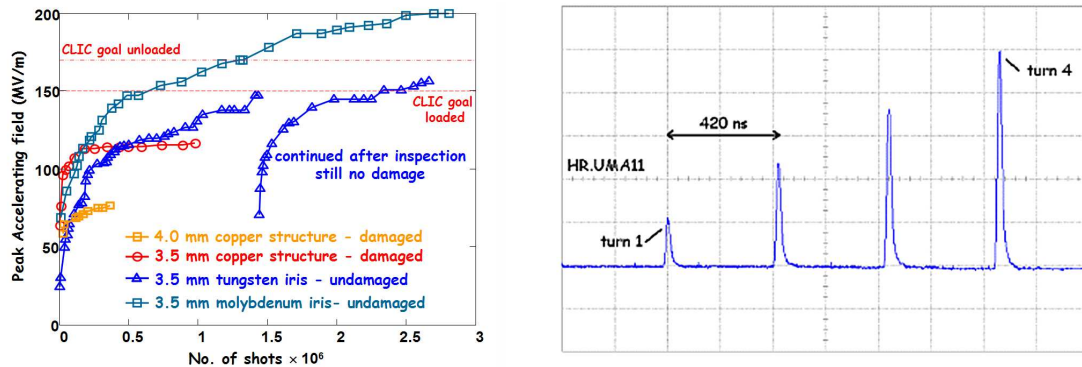 200
150
100
50
0
0
0.5
1
1.5
2
2.5
3
Peak Accelerating field (MV/m)
No. of shots × 10⁶
CLIC goal unloaded
CLIC goal
loaded
continued after inspection
still no damage
4.0 mm copper structure - damaged
3.5 mm copper structure - damaged
3.5 mm tungsten iris - undamaged
3.5 mm molybdenum iris- undamaged
turn 4
420 ns
HR.UMA11
turn 1